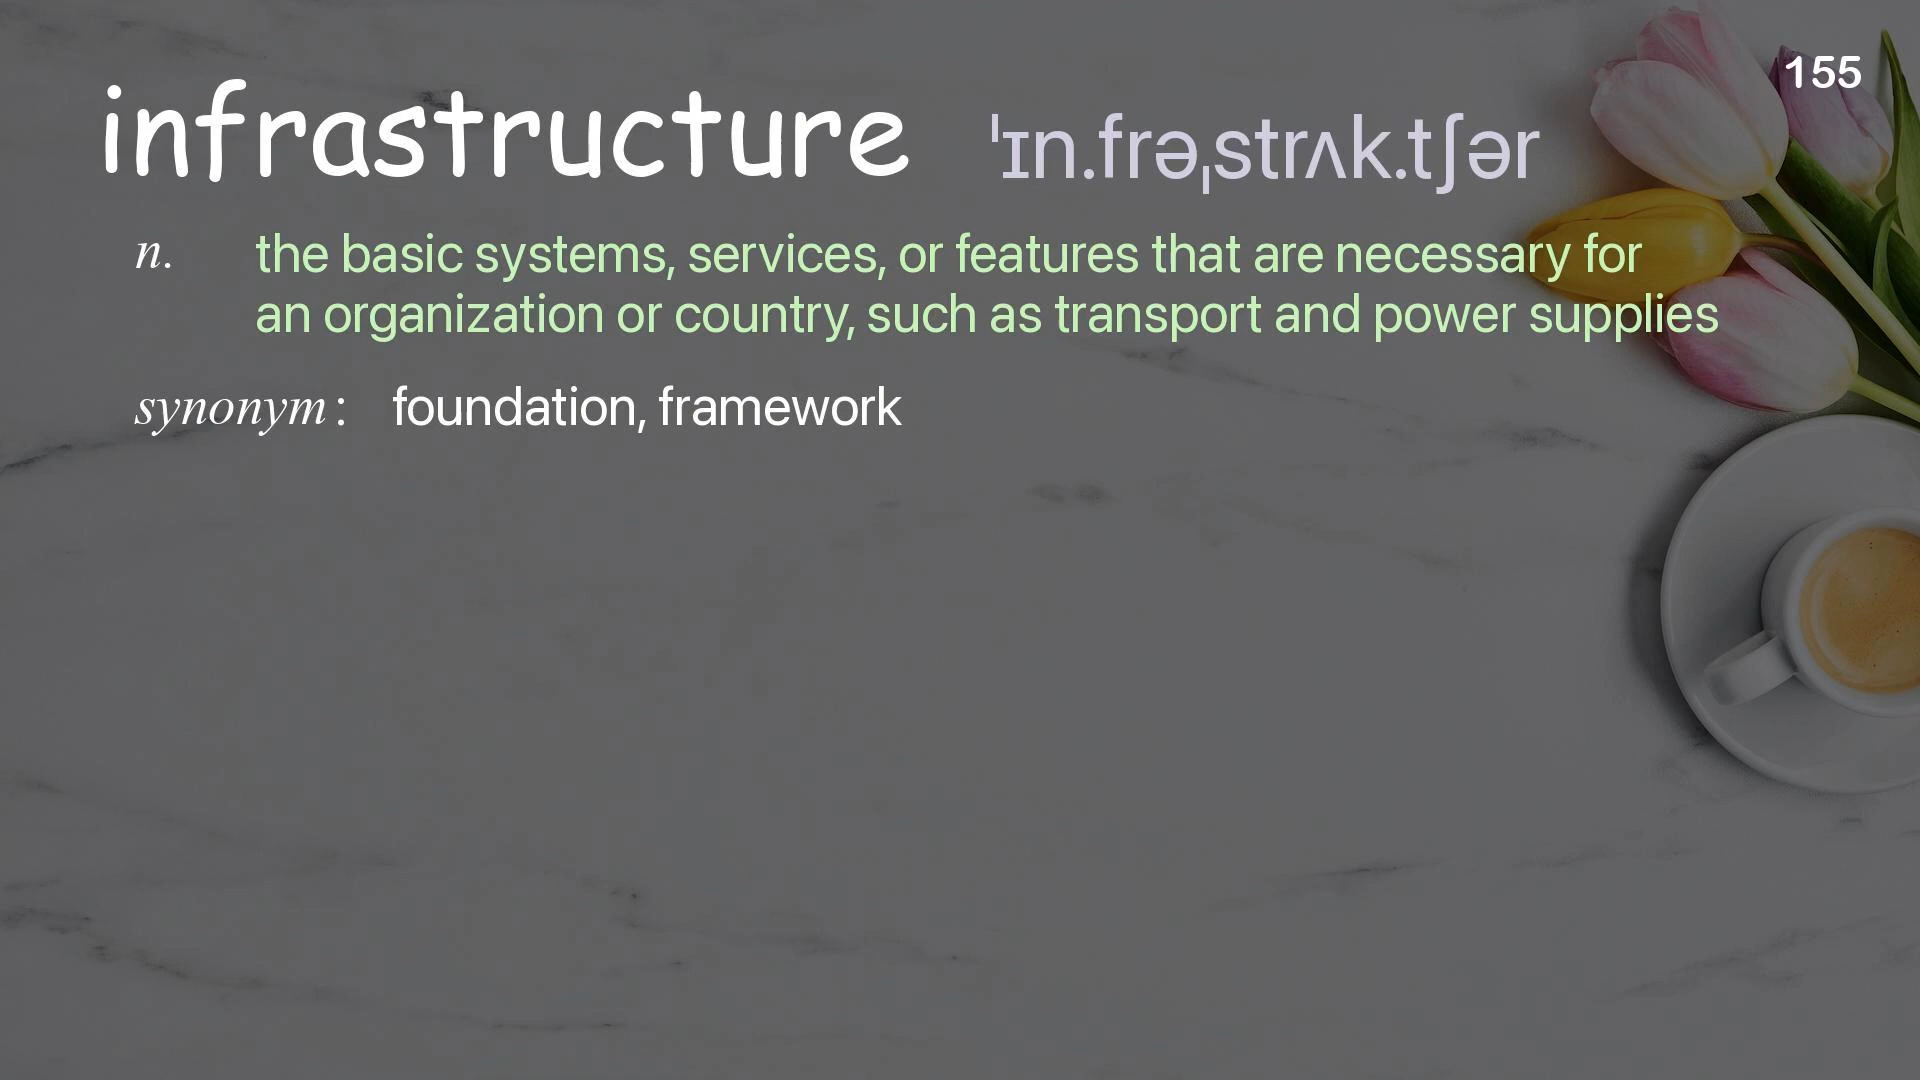 155
infrastructure ˈɪn.frəˌstrʌk.tʃər
n. the basic systems, services, or features that are necessary for
an organization or country, such as transport and power supplies
synonym: foundation, framework